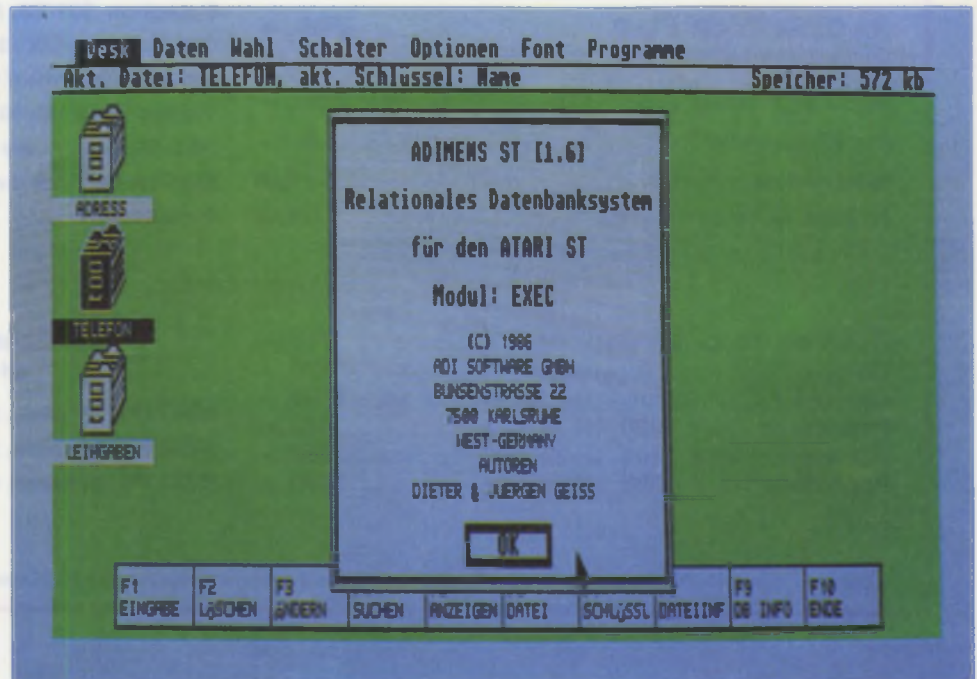 Desk Daten Wahl Schalter Optionen Font Programme
Akt. Datei: TELEFON, akt. Schlüssel: Name Speicher: 572 kb
ADRESS
TELEFON
LEIHGABEN
ADIMENS ST [1.6]
Relationales Datenbanksystem
für den ATARI ST
Modul: EXEC
(C) 1986
ADI SOFTWARE GMBH
BUNSENSTRASSE 22
7500 KARLSRUHE
WEST-GERMANY
AUTOREN
DIETER & JUERGEN GEISS
OK
F1 F2 F3 F9 F10
EINGABE LÖSCHEN ÄNDERN SUCHEN ANZEIGEN DATEI SCHLÜSSL DATEIINF DB INFO ENDE